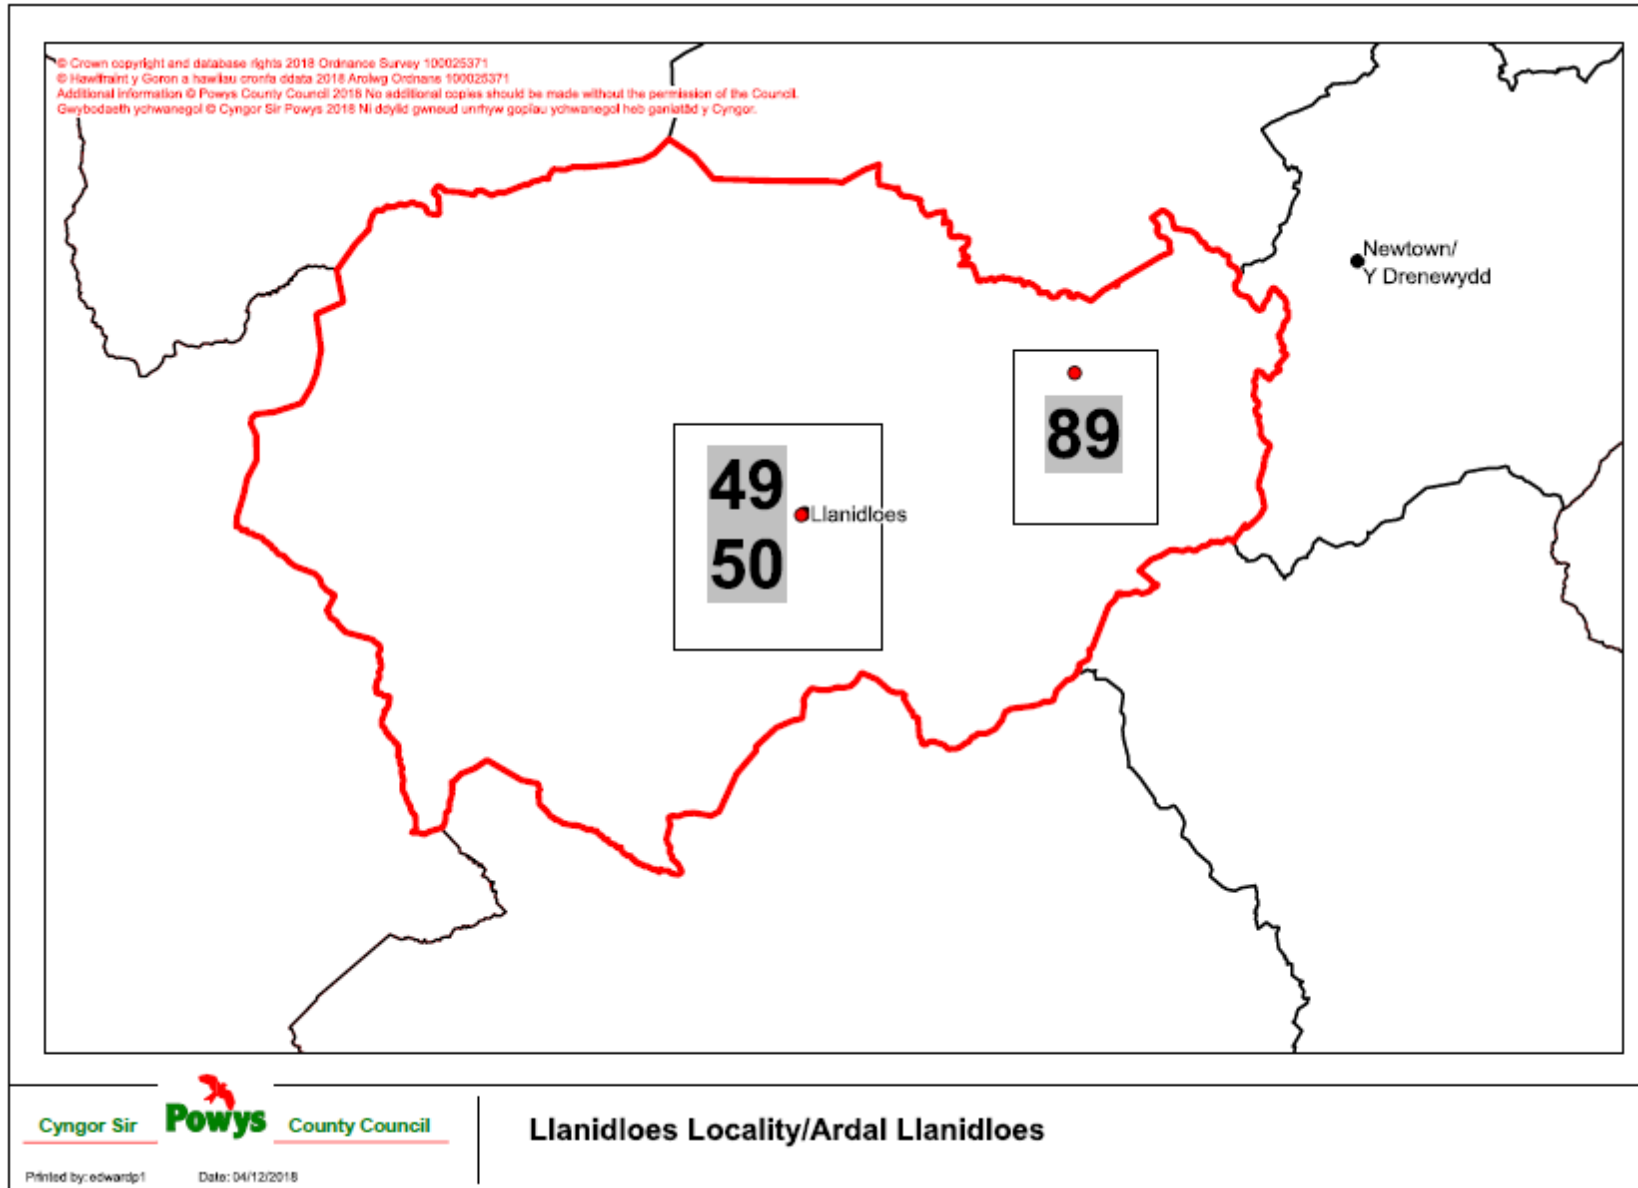 © Crown copyright and database rights 2018 Ordnance Survey 100025371
© Hawlfraint y Goron a hawliau cronfa ddata 2018 Arolwg Ordnans 100025371
Additional Information © Powys County Council 2018 No additional copies should be made without the permission of the Council.
Gwybodaeth ychwanegol © Cyngor Sir Powys 2018 Ni ddylid gwneud unrhyw gopïau ychwanegol heb ganiatâd y Cyngor.
Newtown/
Y Drenewydd
89
49
Llanidloes
50
Cyngor Sir Powys County Council
Llanidloes Locality/Ardal Llanidloes
Printed by: edwardp1 Date: 04/12/2018